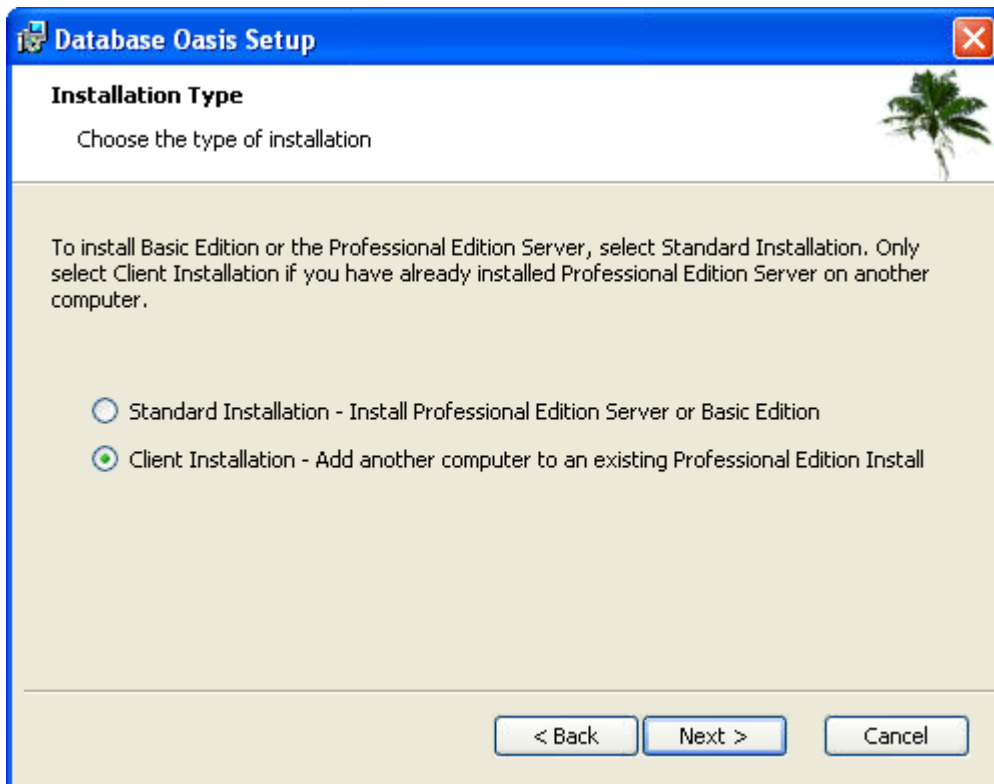 Database Oasis Setup
Installation Type
Choose the type of installation
To install Basic Edition or the Professional Edition Server, select Standard Installation. Only
select Client Installation if you have already installed Professional Edition Server on another
computer.
Standard Installation - Install Professional Edition Server or Basic Edition
Client Installation - Add another computer to an existing Professional Edition Install
< Back Next > Cancel